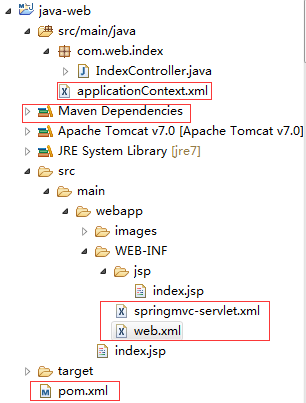 java-web
src/main/java
com.web.index
IndexController.java
applicationContext.xml
Maven Dependencies
Apache Tomcat v7.0 [Apache Tomcat v7.0]
JRE System Library [jre7]
src
main
webapp
images
WEB-INF
jsp
index.jsp
springmvc-servlet.xml
web.xml
index.jsp
target
pom.xml